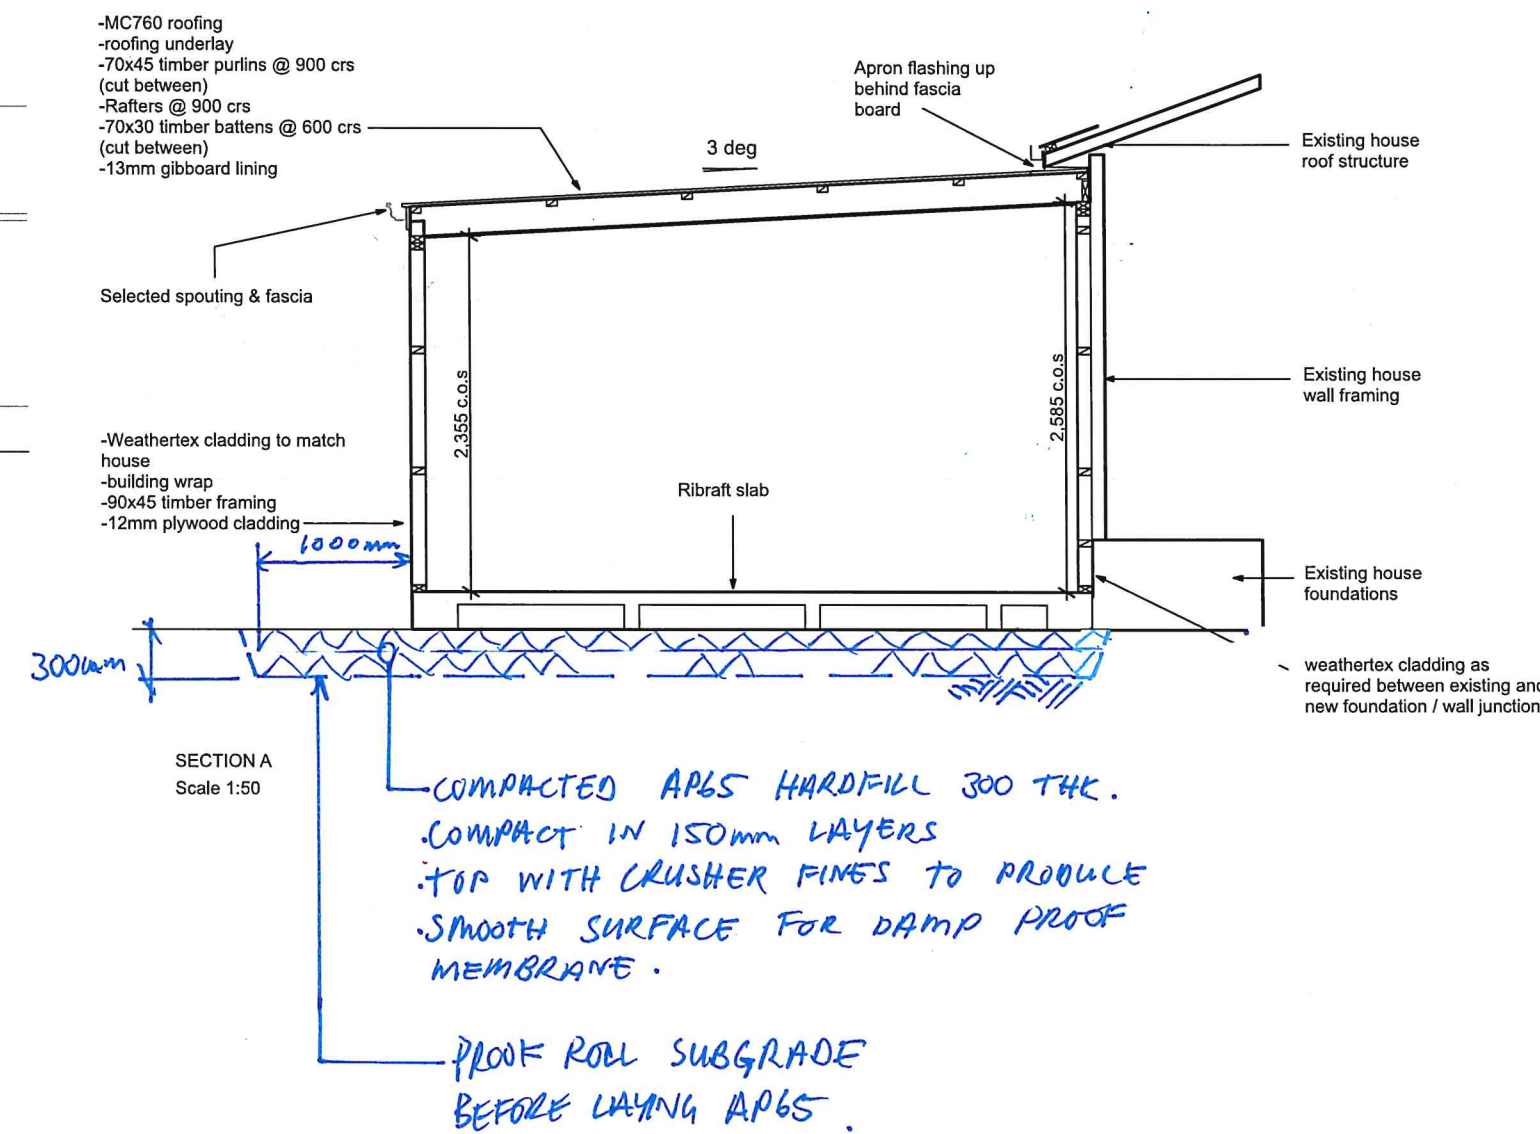 -MC760 roofing
-roofing underlay
-70x45 timber purlins @ 900 crs
(cut between)
-Rafters @ 900 crs
-70x30 timber battens @ 600 crs
(cut between)
-13mm gibboard lining
Apron flashing up
behind fascia
board
3 deg
Existing house
roof structure
Selected spouting & fascia
2,355 c.o.s
2,585 c.o.s
Existing house
wall framing
-Weathertex cladding to match
house
-building wrap
-90x45 timber framing
-12mm plywood cladding
Ribraft slab
1000mm
Existing house
foundations
300mm
weathertex cladding as
required between existing and
new foundation / wall junction
SECTION A
Scale 1:50
COMPACTED AP65 HARDFILL 300 THK.
·COMPACT IN 150mm LAYERS
·TOP WITH CRUSHER FINES TO PRODUCE
·SMOOTH SURFACE FOR DAMP PROOF
MEMBRANE.
PROOF ROLL SUBGRADE
BEFORE LAYING AP65.